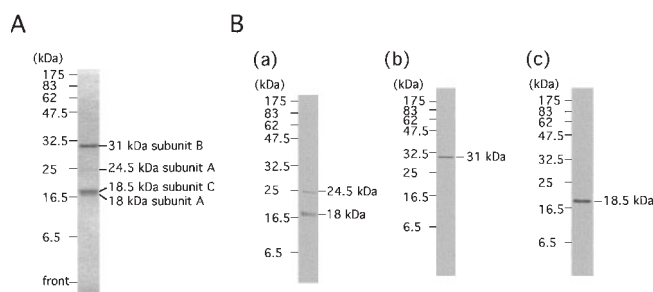 A
(kDa)
175
83
62
47.5
32.5
25
16.5
6.5
front
31 kDa subunit B
24.5 kDa subunit A
18.5 kDa subunit C
18 kDa subunit A
B
(a)
(kDa)
175
83
62
47.5
32.5
25
16.5
6.5
24.5 kDa
18 kDa
(b)
(kDa)
175
83
62
47.5
32.5
25
16.5
6.5
31 kDa
(c)
(kDa)
175
83
62
47.5
32.5
25
16.5
6.5
18.5 kDa